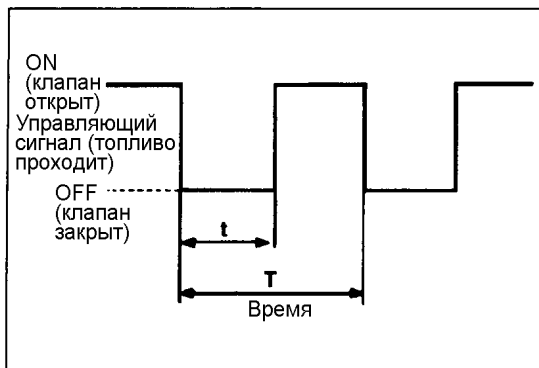 ON
(клапан
открыт)
Управляющий
сигнал (топливо
проходит)
OFF
(клапан
закрыт)
t
T
Время